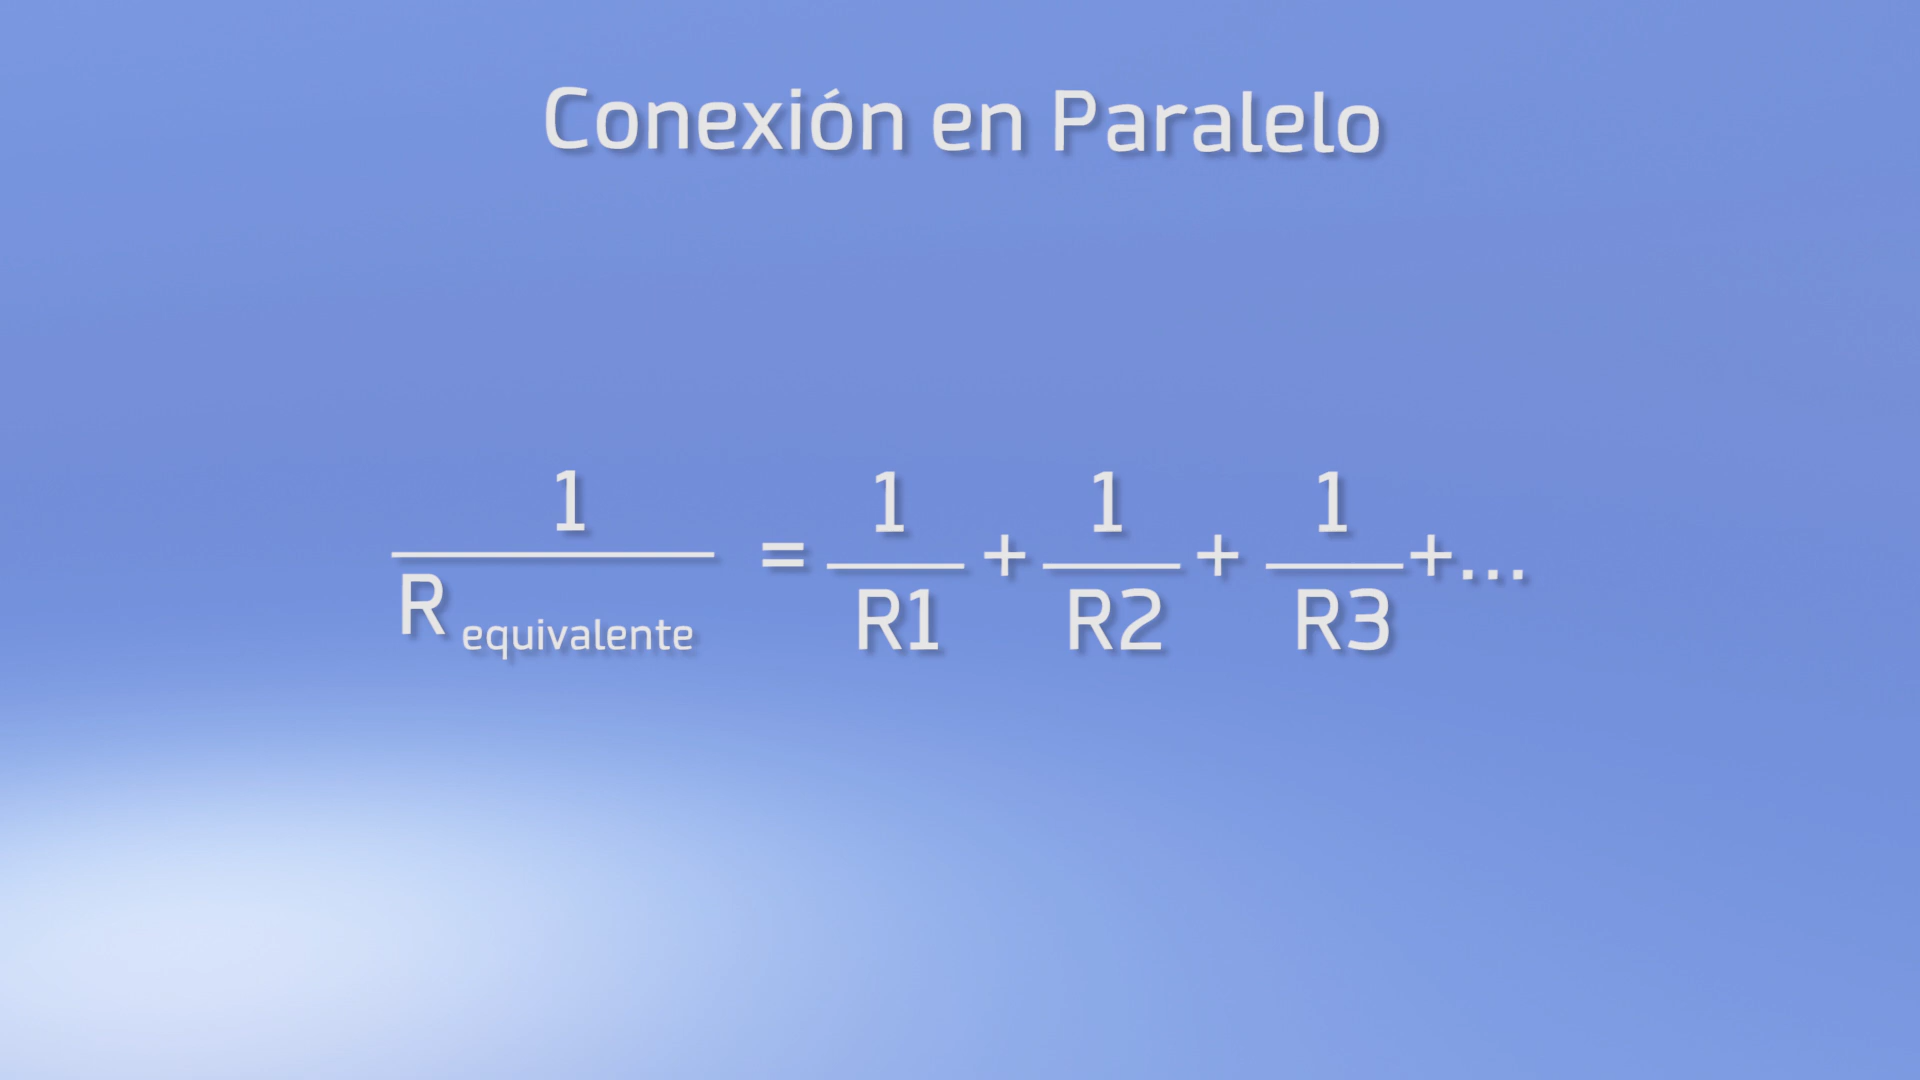 Conexión en Paralelo
1 / R equivalente = 1 / R1 + 1 / R2 + 1 / R3 +...